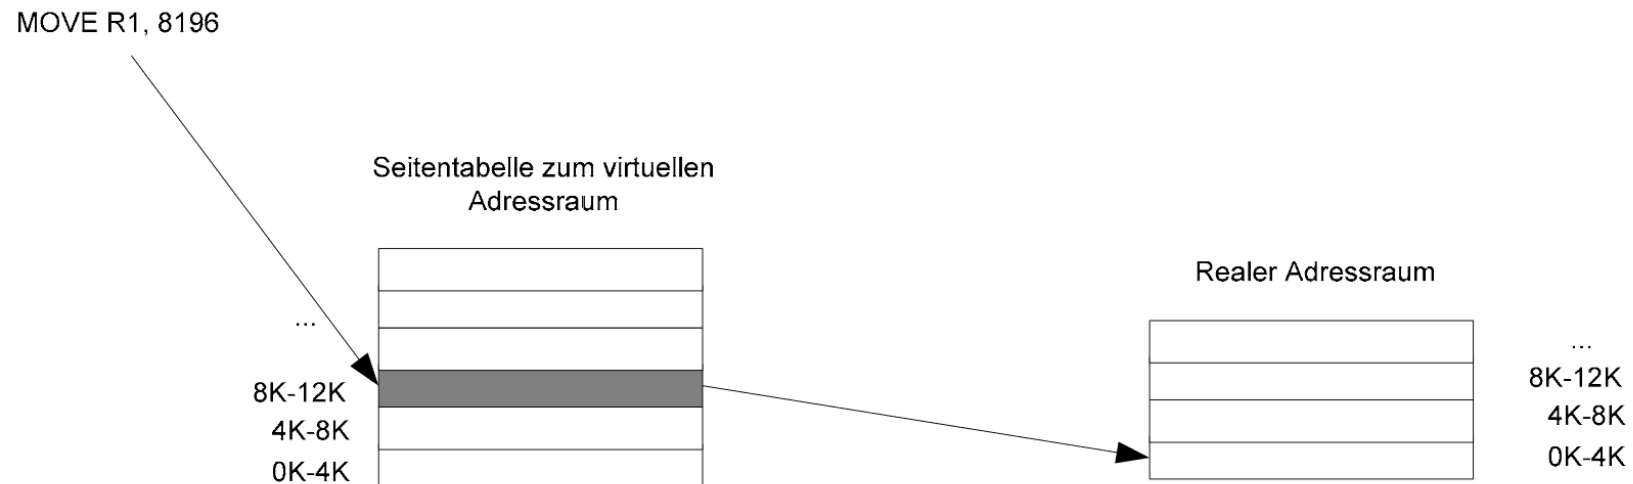 MOVE R1, 8196
Seitentabelle zum virtuellen
Adressraum
Realer Adressraum
...
8K-12K
4K-8K
0K-4K
...
8K-12K
4K-8K
0K-4K